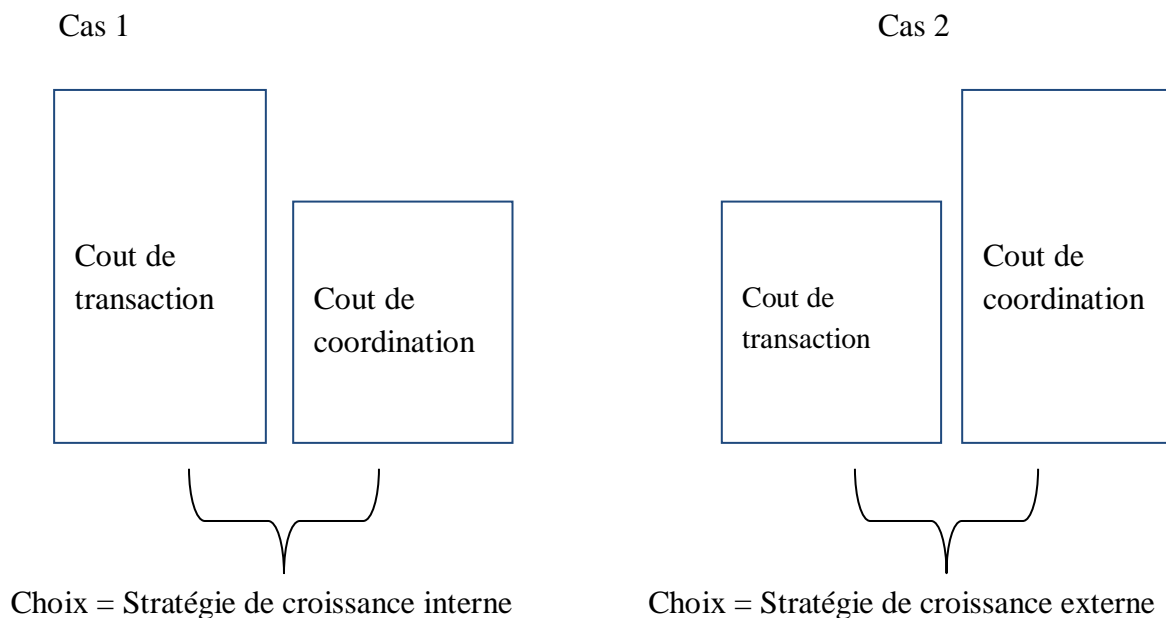 Cas 1
Cas 2
Cout de
transaction
Cout de
coordination
Cout de
transaction
Cout de
coordination
Choix = Stratégie de croissance interne
Choix = Stratégie de croissance externe